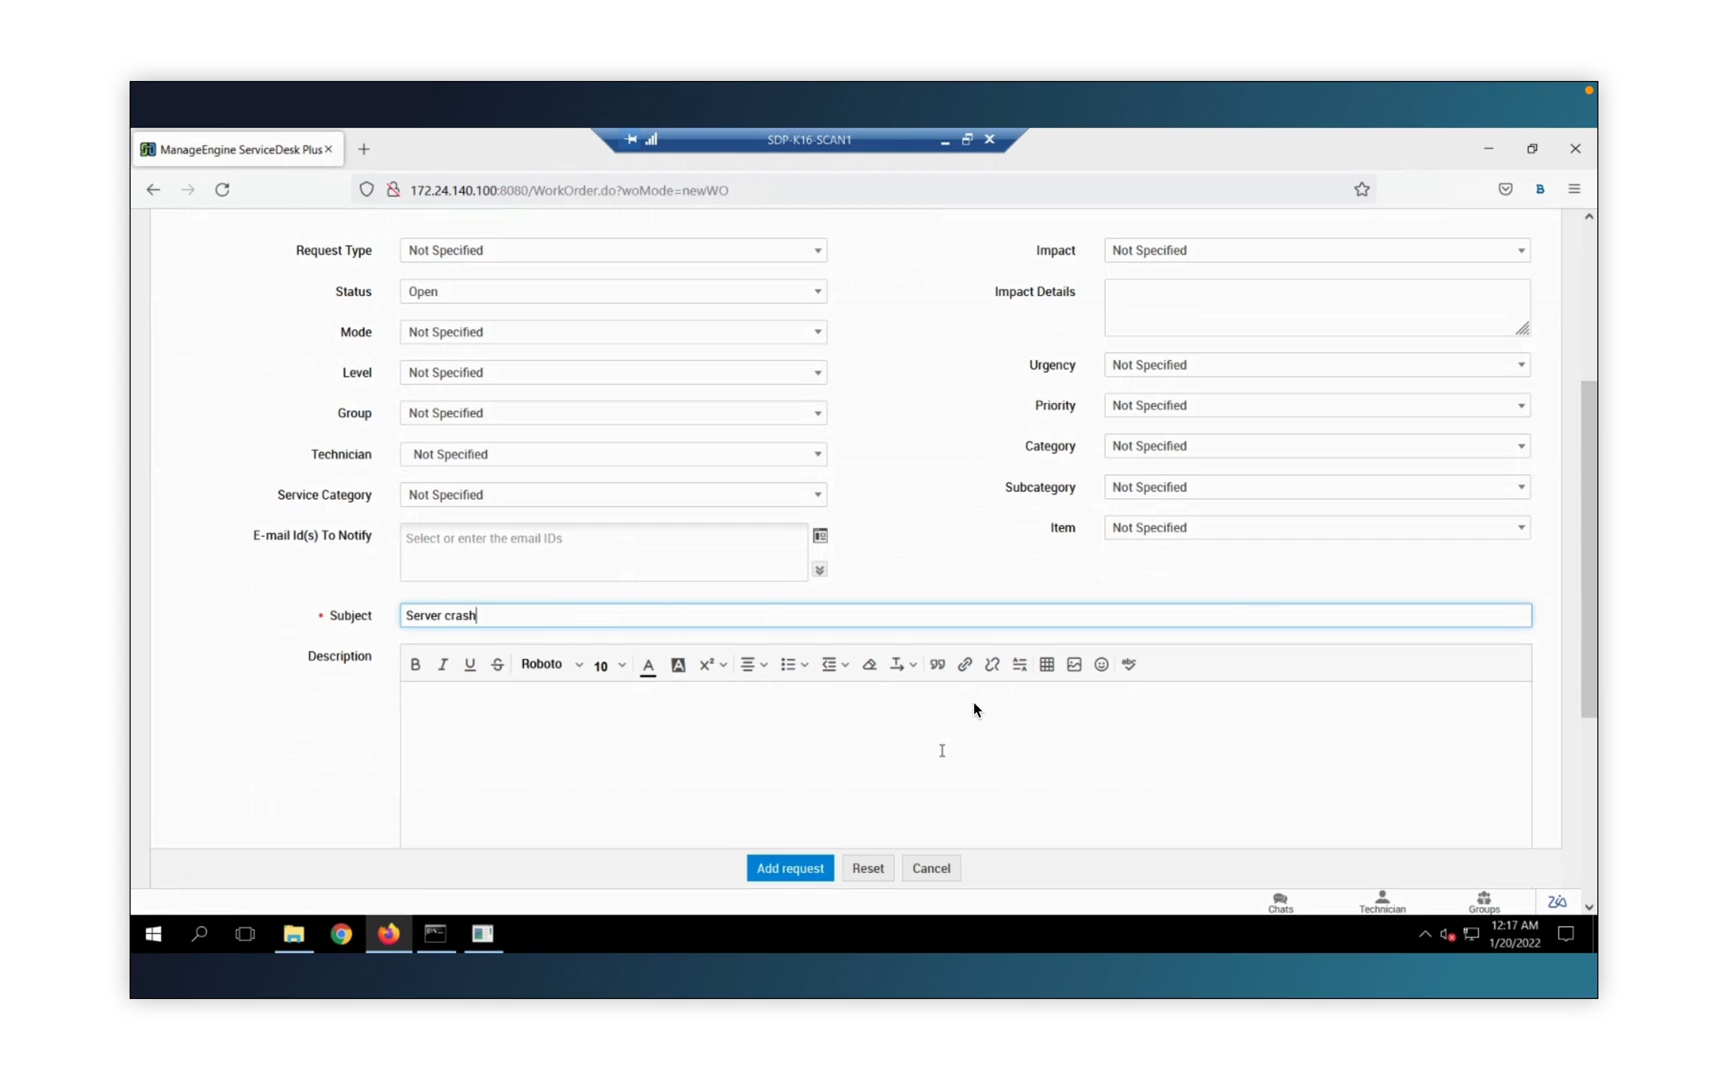 SDP-K16-SCAN1
ManageEngine ServiceDesk Plus
172.24.140.100:8080/WorkOrder.do?woMode=newWO
Request Type Not Specified
Impact Not Specified
Status Open
Impact Details
Mode Not Specified
Urgency Not Specified
Level Not Specified
Priority Not Specified
Group Not Specified
Category Not Specified
Technician Not Specified
Subcategory Not Specified
Service Category Not Specified
Item Not Specified
E-mail Id(s) To Notify Select or enter the email IDs
• Subject Server crash
Description
B I U S Roboto 10 A A X²
Add request Reset Cancel
Chats Technician Groups
12:17 AM
1/20/2022